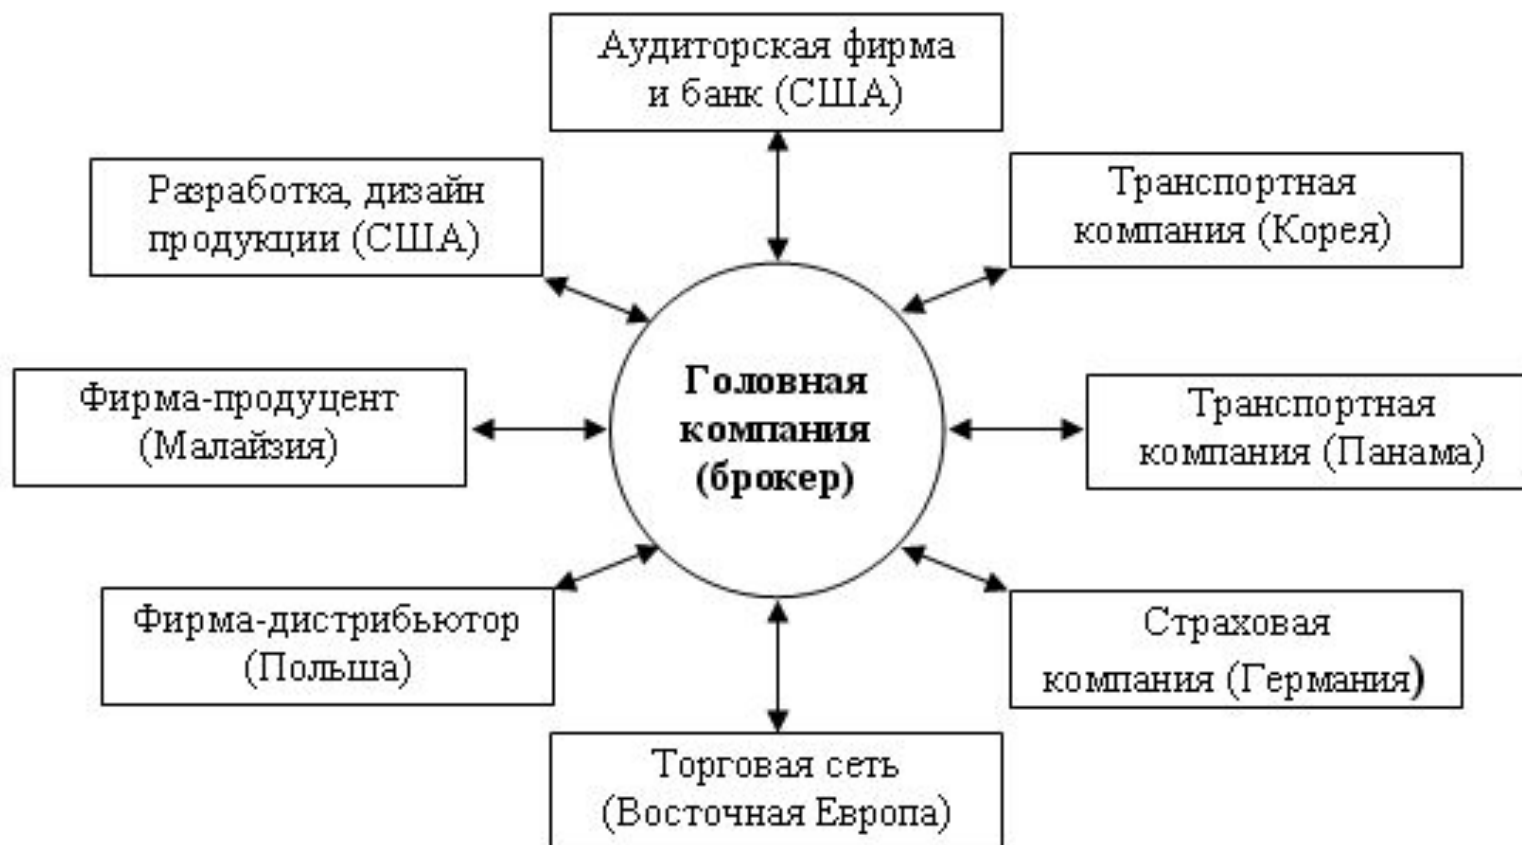 Аудиторская фирма
и банк (США)
Разработка, дизайн
продукции (США)
Транспортная
компания (Корея)
Фирма-продуцент
(Малайзия)
Головная
компания
(брокер)
Транспортная
компания (Панама)
Фирма-дистрибьютор
(Польша)
Страховая
компания (Германия)
Торговая сеть
(Восточная Европа)